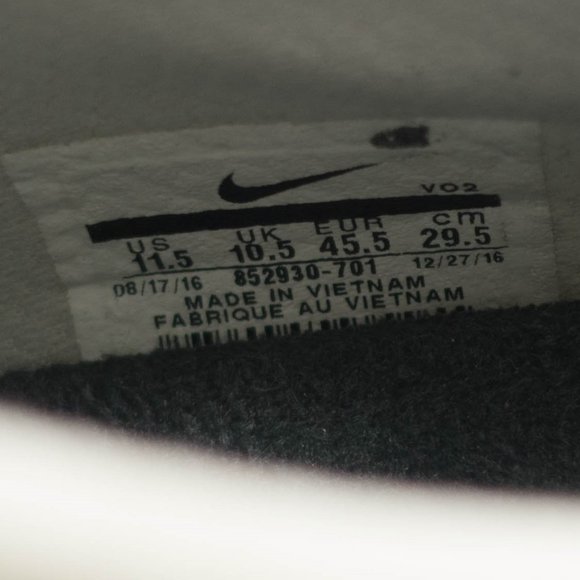 VO2
US UK EUR cm
11.5 10.5 45.5 29.5
08/17/16 852930-701 12/27/16
MADE IN VIETNAM
FABRIQUE AU VIETNAM